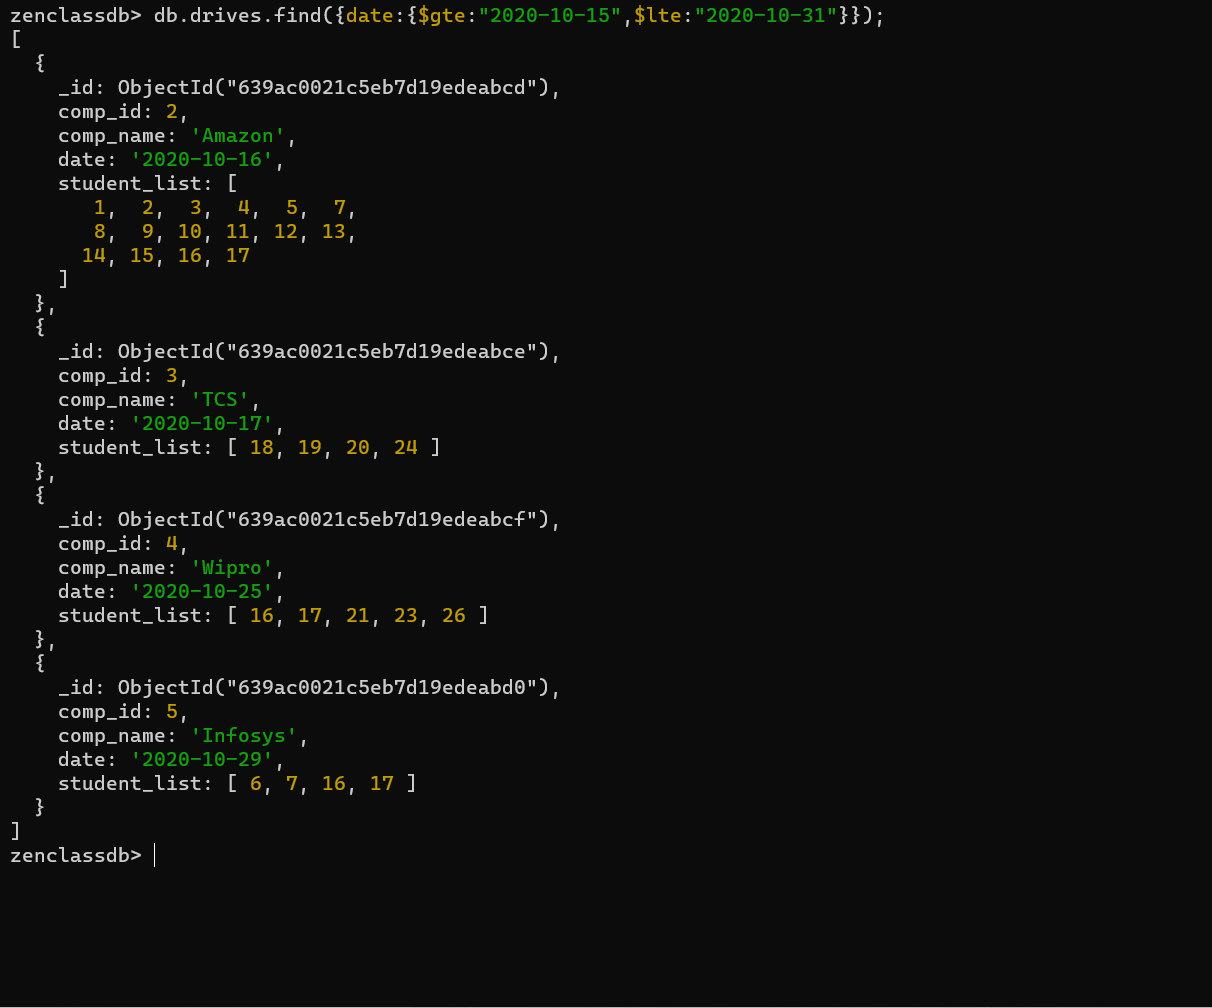 zenclassdb> db.drives.find({date:{$gte:"2020-10-15",$lte:"2020-10-31"}});
[
  {
    _id: ObjectId("639ac0021c5eb7d19edeabcd"),
    comp_id: 2,
    comp_name: 'Amazon',
    date: '2020-10-16',
    student_list: [
       1,  2,  3,  4,  5,  7,
       8,  9, 10, 11, 12, 13,
      14, 15, 16, 17
    ]
  },
  {
    _id: ObjectId("639ac0021c5eb7d19edeabce"),
    comp_id: 3,
    comp_name: 'TCS',
    date: '2020-10-17',
    student_list: [ 18, 19, 20, 24 ]
  },
  {
    _id: ObjectId("639ac0021c5eb7d19edeabcf"),
    comp_id: 4,
    comp_name: 'Wipro',
    date: '2020-10-25',
    student_list: [ 16, 17, 21, 23, 26 ]
  },
  {
    _id: ObjectId("639ac0021c5eb7d19edeabd0"),
    comp_id: 5,
    comp_name: 'Infosys',
    date: '2020-10-29',
    student_list: [ 6, 7, 16, 17 ]
  }
]
zenclassdb>